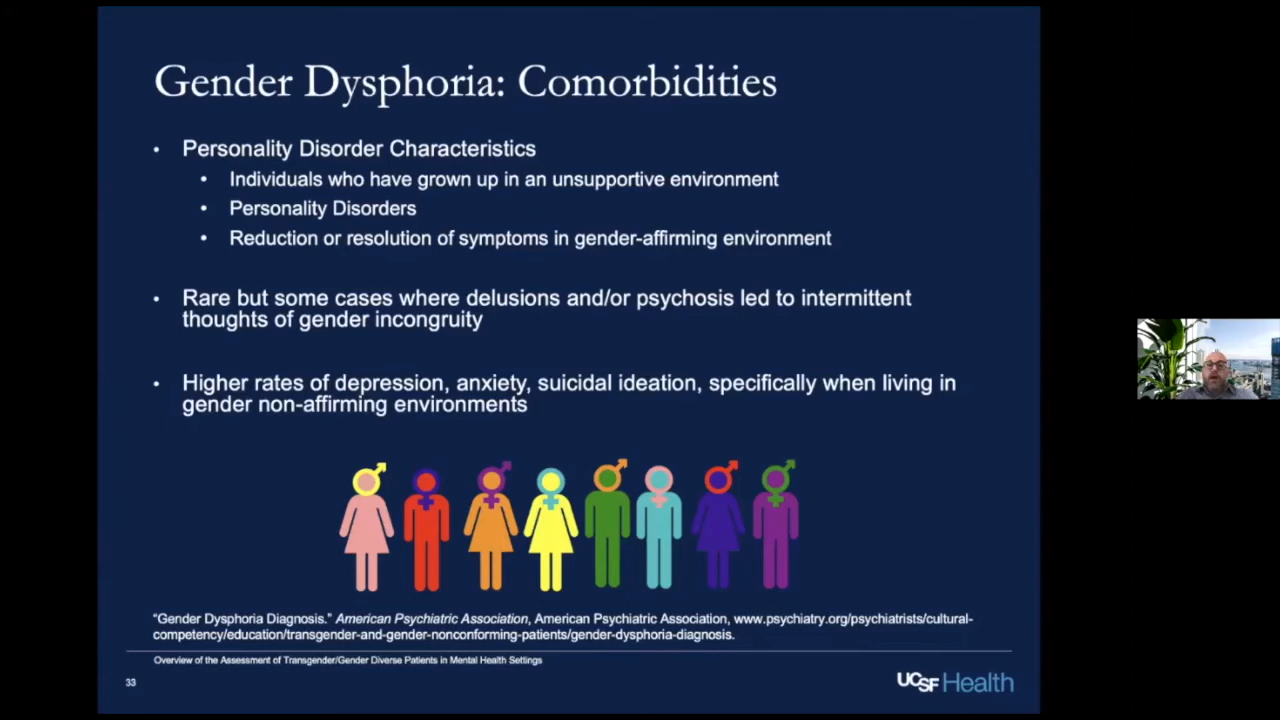 Gender Dysphoria: Comorbidities
• Personality Disorder Characteristics
• Individuals who have grown up in an unsupportive environment
• Personality Disorders
• Reduction or resolution of symptoms in gender-affirming environment
• Rare but some cases where delusions and/or psychosis led to intermittent
thoughts of gender incongruity
• Higher rates of depression, anxiety, suicidal ideation, specifically when living in
gender non-affirming environments
“Gender Dysphoria Diagnosis.” American Psychiatric Association, American Psychiatric Association, www.psychiatry.org/psychiatrists/cultural-
competency/education/transgender-and-gender-nonconforming-patients/gender-dysphoria-diagnosis.
Overview of the Assessment of Transgender/Gender Diverse Patients in Mental Health Settings
33
UCSF Health